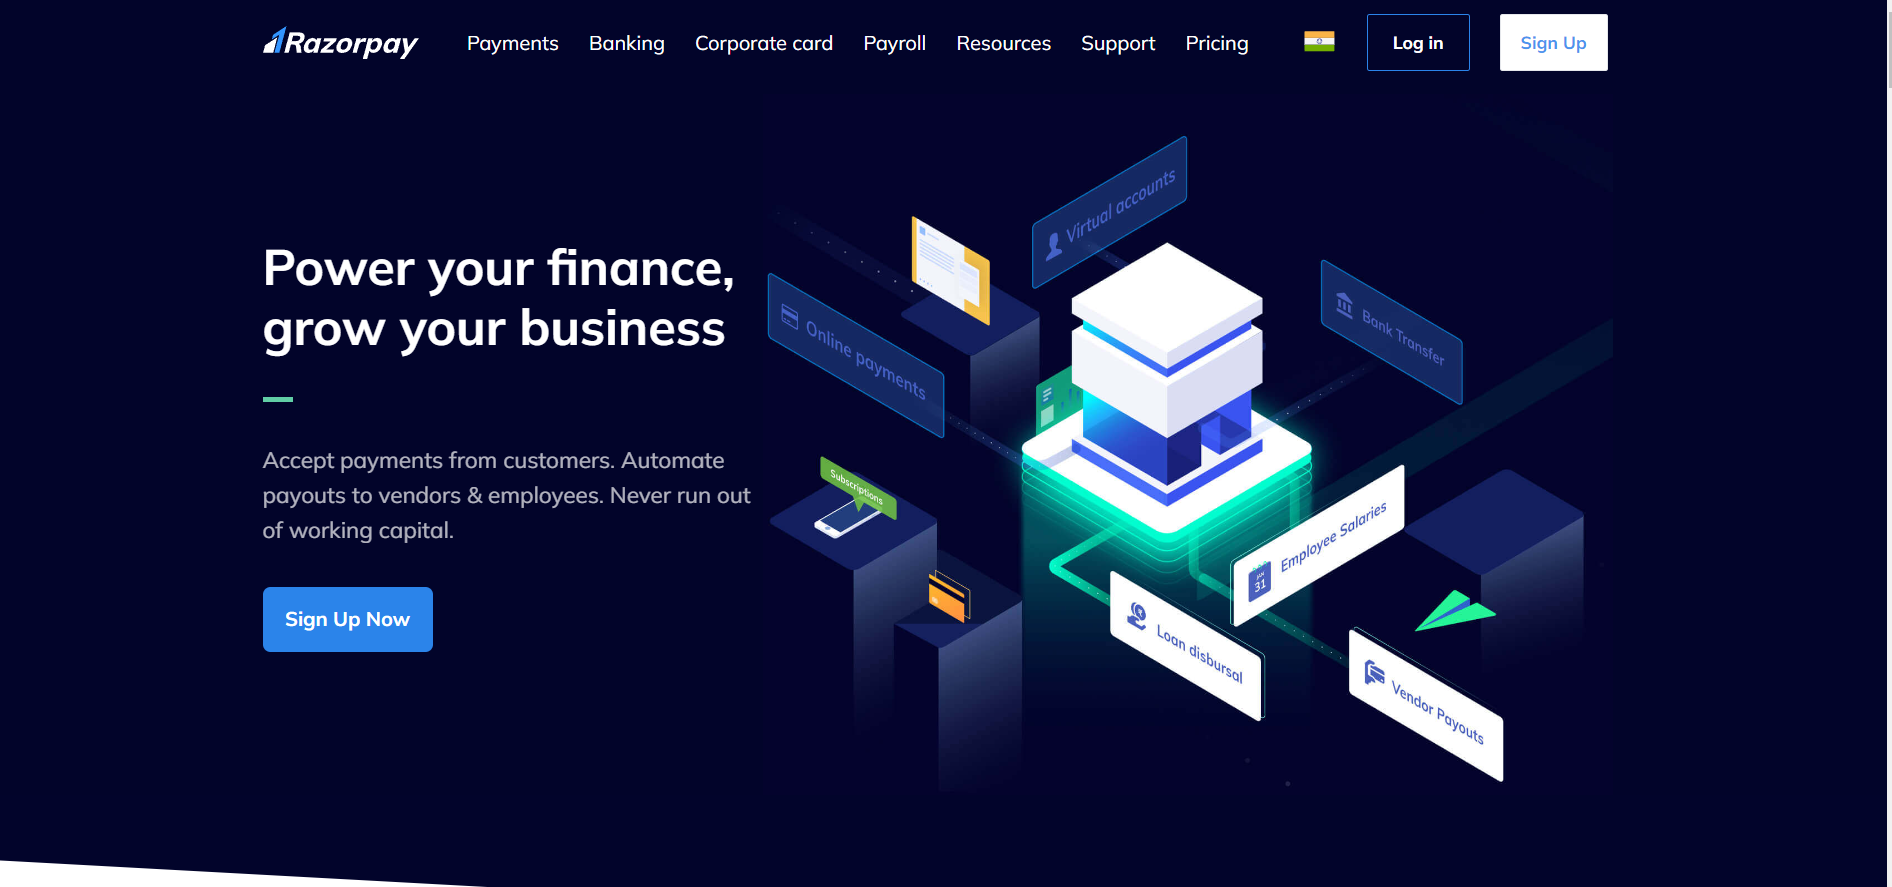 Razorpay
Payments
Banking
Corporate card
Payroll
Resources
Support
Pricing
Log in
Sign Up
Power your finance,
grow your business
Accept payments from customers. Automate
payouts to vendors & employees. Never run out
of working capital.
Sign Up Now
Virtual accounts
Online payments
Bank Transfer
Subscriptions
Employee Salaries
JAN
31
Loan disbursal
Vendor Payouts